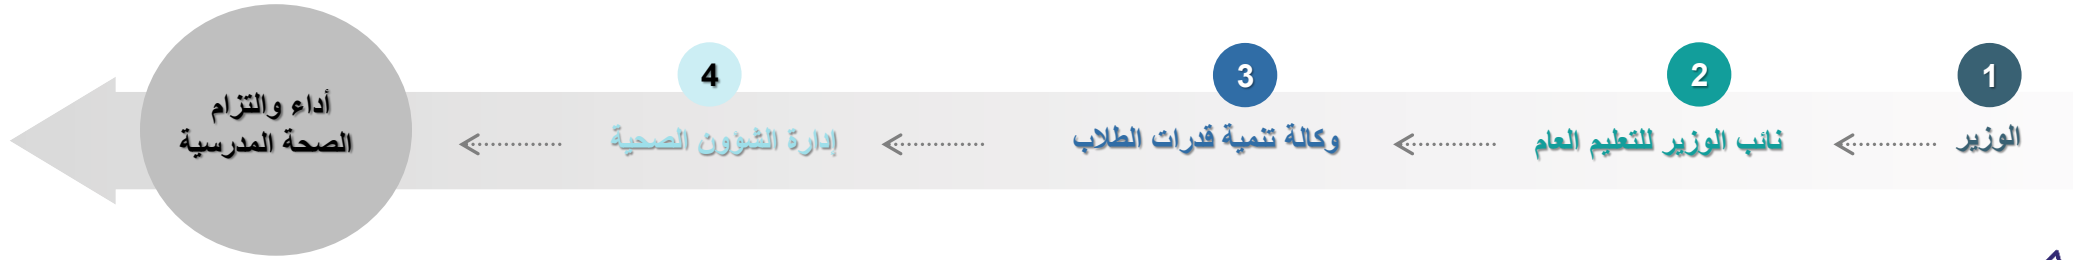 1
الوزير
2
نائب الوزير للتعليم العام
3
وكالة تنمية قدرات الطلاب
4
إدارة الشؤون الصحية
أداء والتزام
الصحة المدرسية